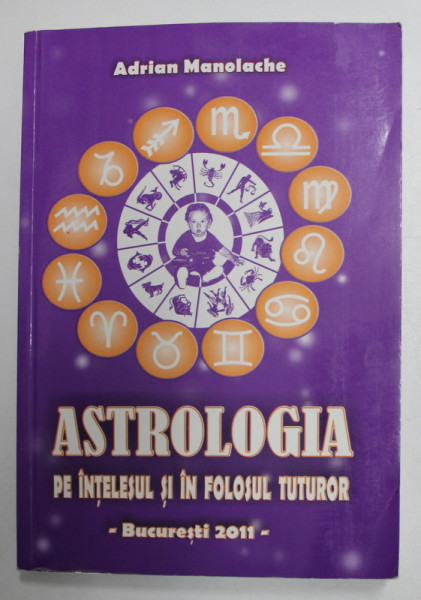 Adrian Manolache
ASTROLOGIA
PE ÎNȚELESUL ȘI ÎN FOLOSUL TUTUROR
- București 2011 -